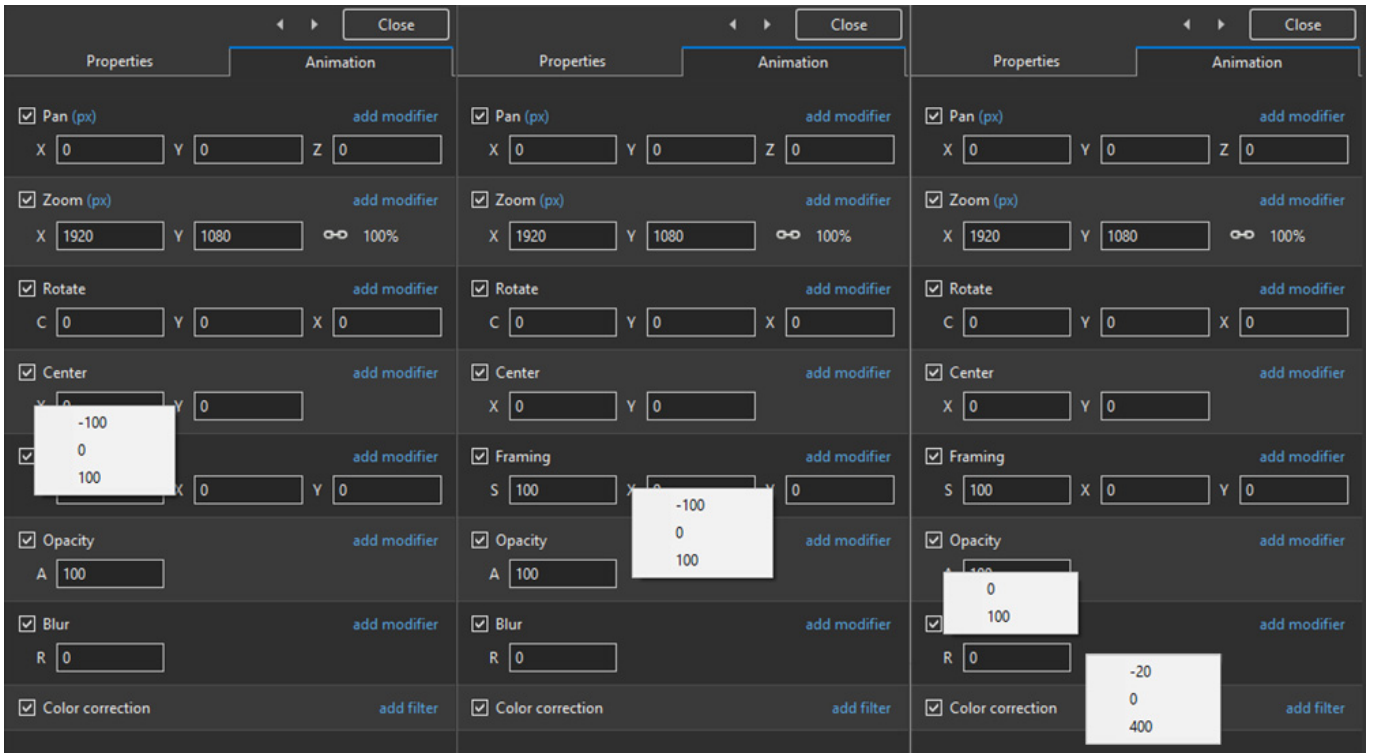 Close
Properties Animation
Pan (px) add modifier
X 0 Y 0 Z 0
Zoom (px) add modifier
X 1920 Y 1080 100%
Rotate add modifier
C 0 Y 0 X 0
Center add modifier
Y 0
-100
0
100
add modifier
X 0 Y 0
Opacity add modifier
A 100
Blur add modifier
R 0
Color correction add filter
Close
Properties Animation
Pan (px) add modifier
X 0 Y 0 Z 0
Zoom (px) add modifier
X 1920 Y 1080 100%
Rotate add modifier
C 0 Y 0 X 0
Center add modifier
X 0 Y 0
Framing add modifier
S 100 X 0
-100
0
100
Opacity add modifier
A 100
Blur add modifier
R 0
Color correction add filter
Close
Properties Animation
Pan (px) add modifier
X 0 Y 0 Z 0
Zoom (px) add modifier
X 1920 Y 1080 100%
Rotate add modifier
C 0 Y 0 X 0
Center add modifier
X 0 Y 0
Framing add modifier
S 100 X 0 Y 0
Opacity add modifier
0
100
add modifier
R 0
-20
0
400
Color correction add filter